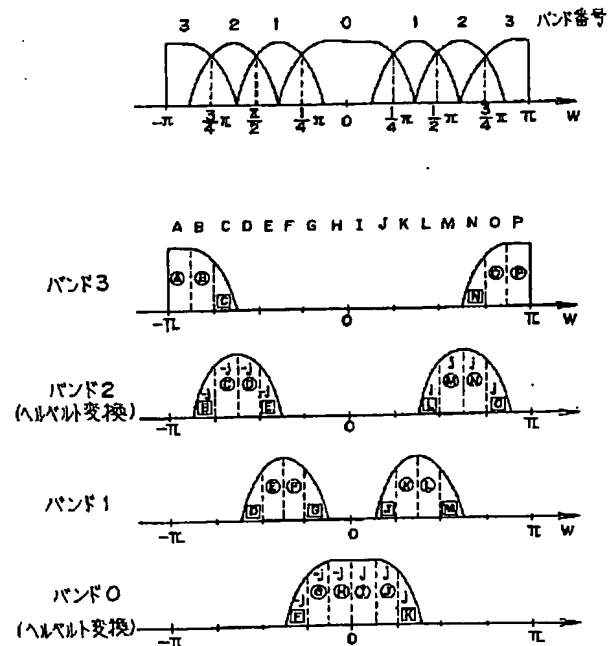 3 2 1 0 1 2 3 バンド番号
-π 3/4π π/2 1/4π 0 1/4π 1/2π 3/4π π W
A B C D E F G H I J K L M N O P
バンド3
A B C N O P
-π 0 π W
バンド2
(ヘルベルト変換)
-j -j -j -j j j j j
B C D E L M N O
-π 0 π
バンド1
D E F G J K L M
-π 0 π W
バンド0
(ヘルベルト変換)
-j -j -j j j j
F G H I J K
-π 0 π W